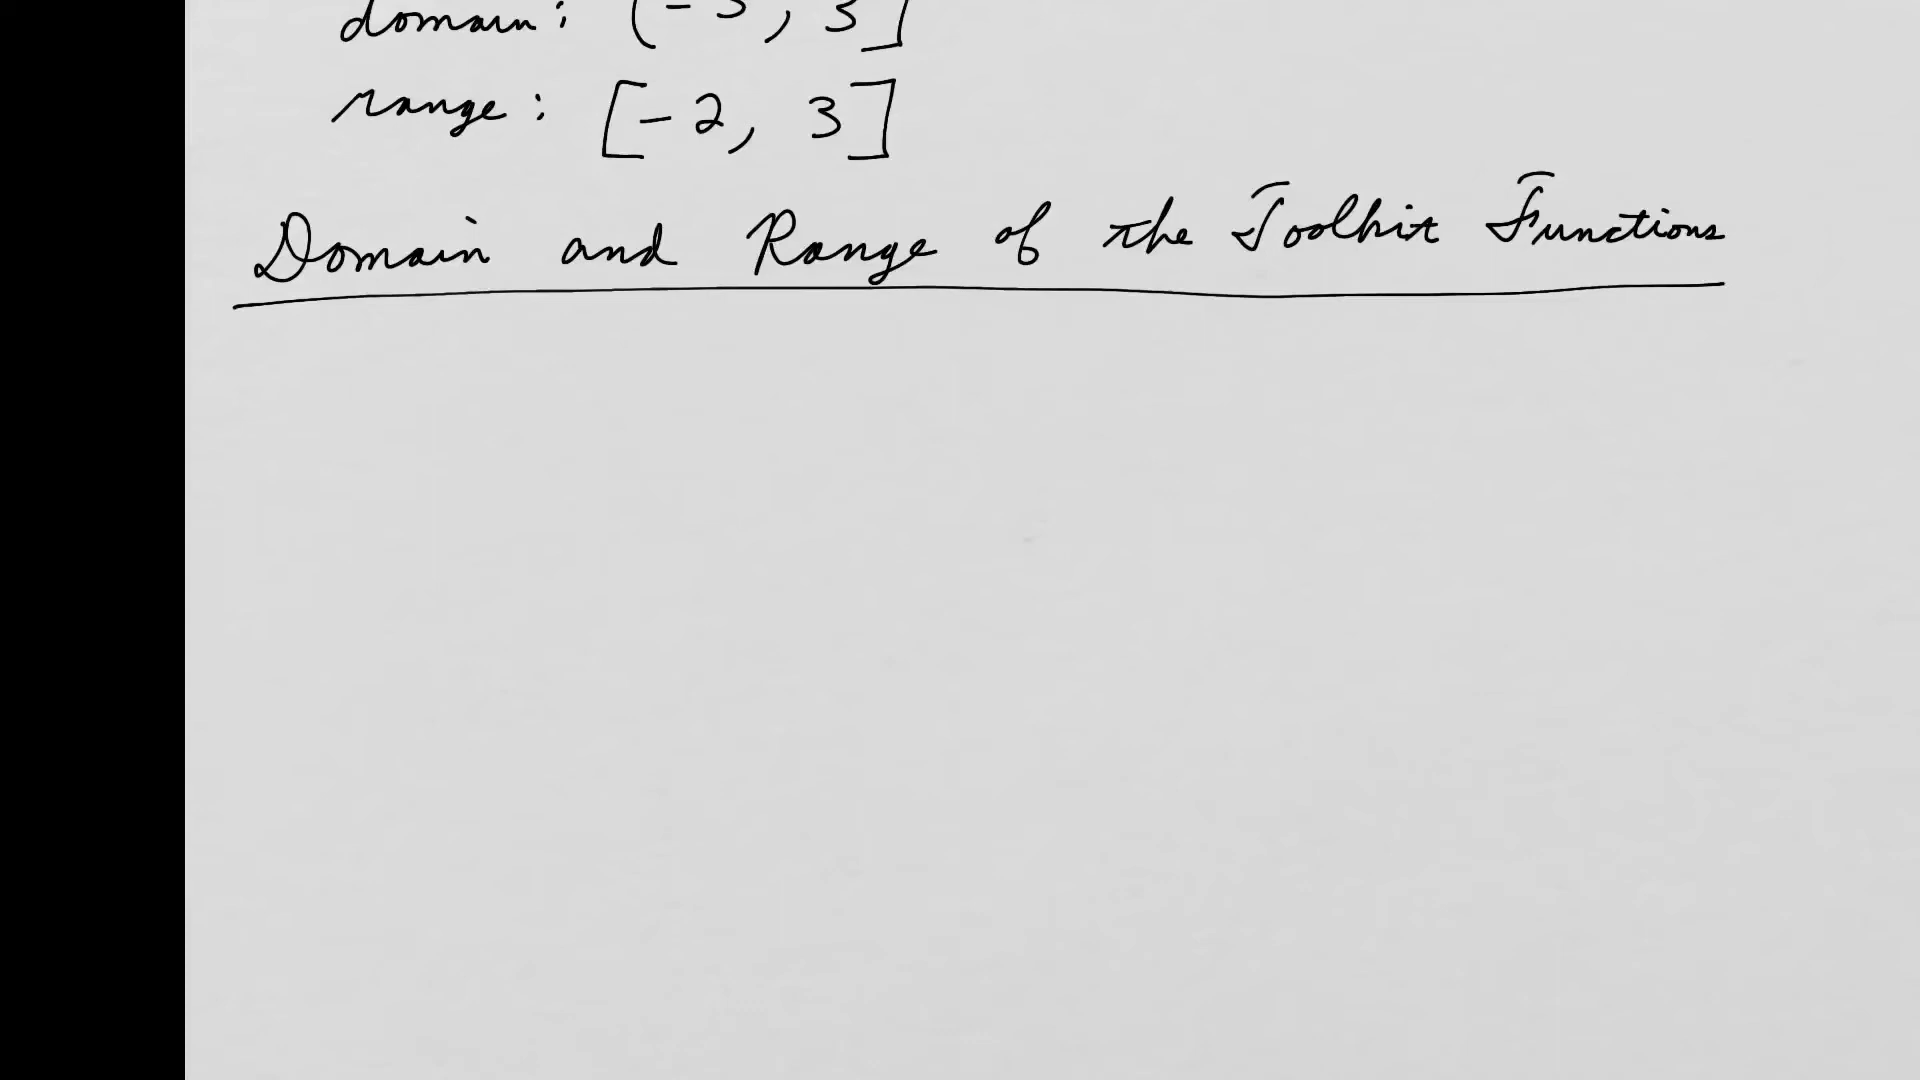 domain: (-3, 3]
range: [-2, 3]
Domain and Range of the Toolkit Functions